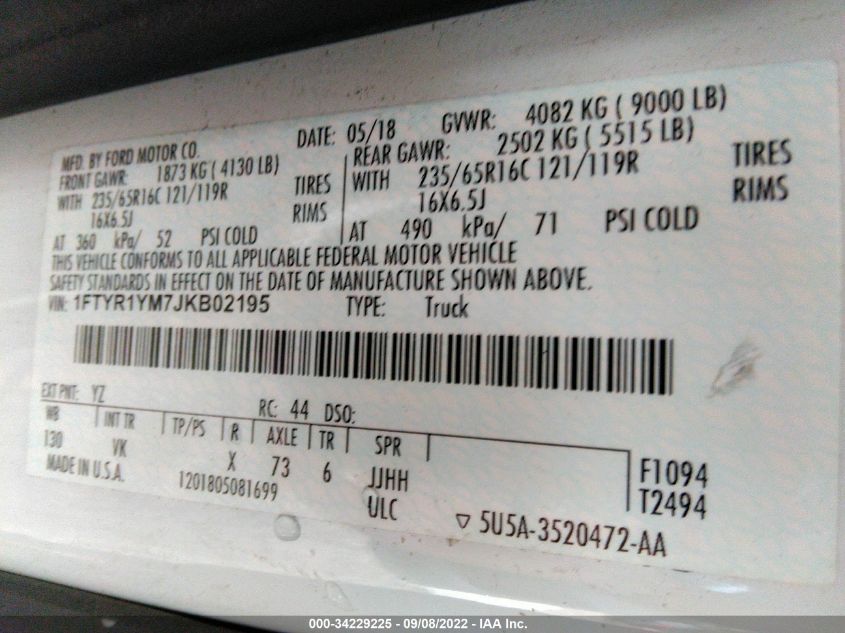 MFD. BY FORD MOTOR CO. DATE: 05/18 GVWR: 4082 KG ( 9000 LB)
FRONT GAWR: 1873 KG ( 4130 LB) REAR GAWR: 2502 KG ( 5515 LB)
WITH 235/65R16C 121/119R TIRES WITH 235/65R16C 121/119R TIRES
16X6.5J RIMS 16X6.5J RIMS
AT 360 kPa/ 52 PSI COLD AT 490 kPa/ 71 PSI COLD
THIS VEHICLE CONFORMS TO ALL APPLICABLE FEDERAL MOTOR VEHICLE
SAFETY STANDARDS IN EFFECT ON THE DATE OF MANUFACTURE SHOWN ABOVE.
VIN: 1FTYR1YM7JKB02195 TYPE: Truck
EXT PNT: YZ RC: 44 DSO:
WB INT TR TP/PS R AXLE TR SPR
130 VK X 73 6 JJHH F1094
MADE IN U.S.A. 1201805081699 ULC T2494
▽ 5U5A-3520472-AA
000-34229225 - 09/08/2022 - IAA Inc.